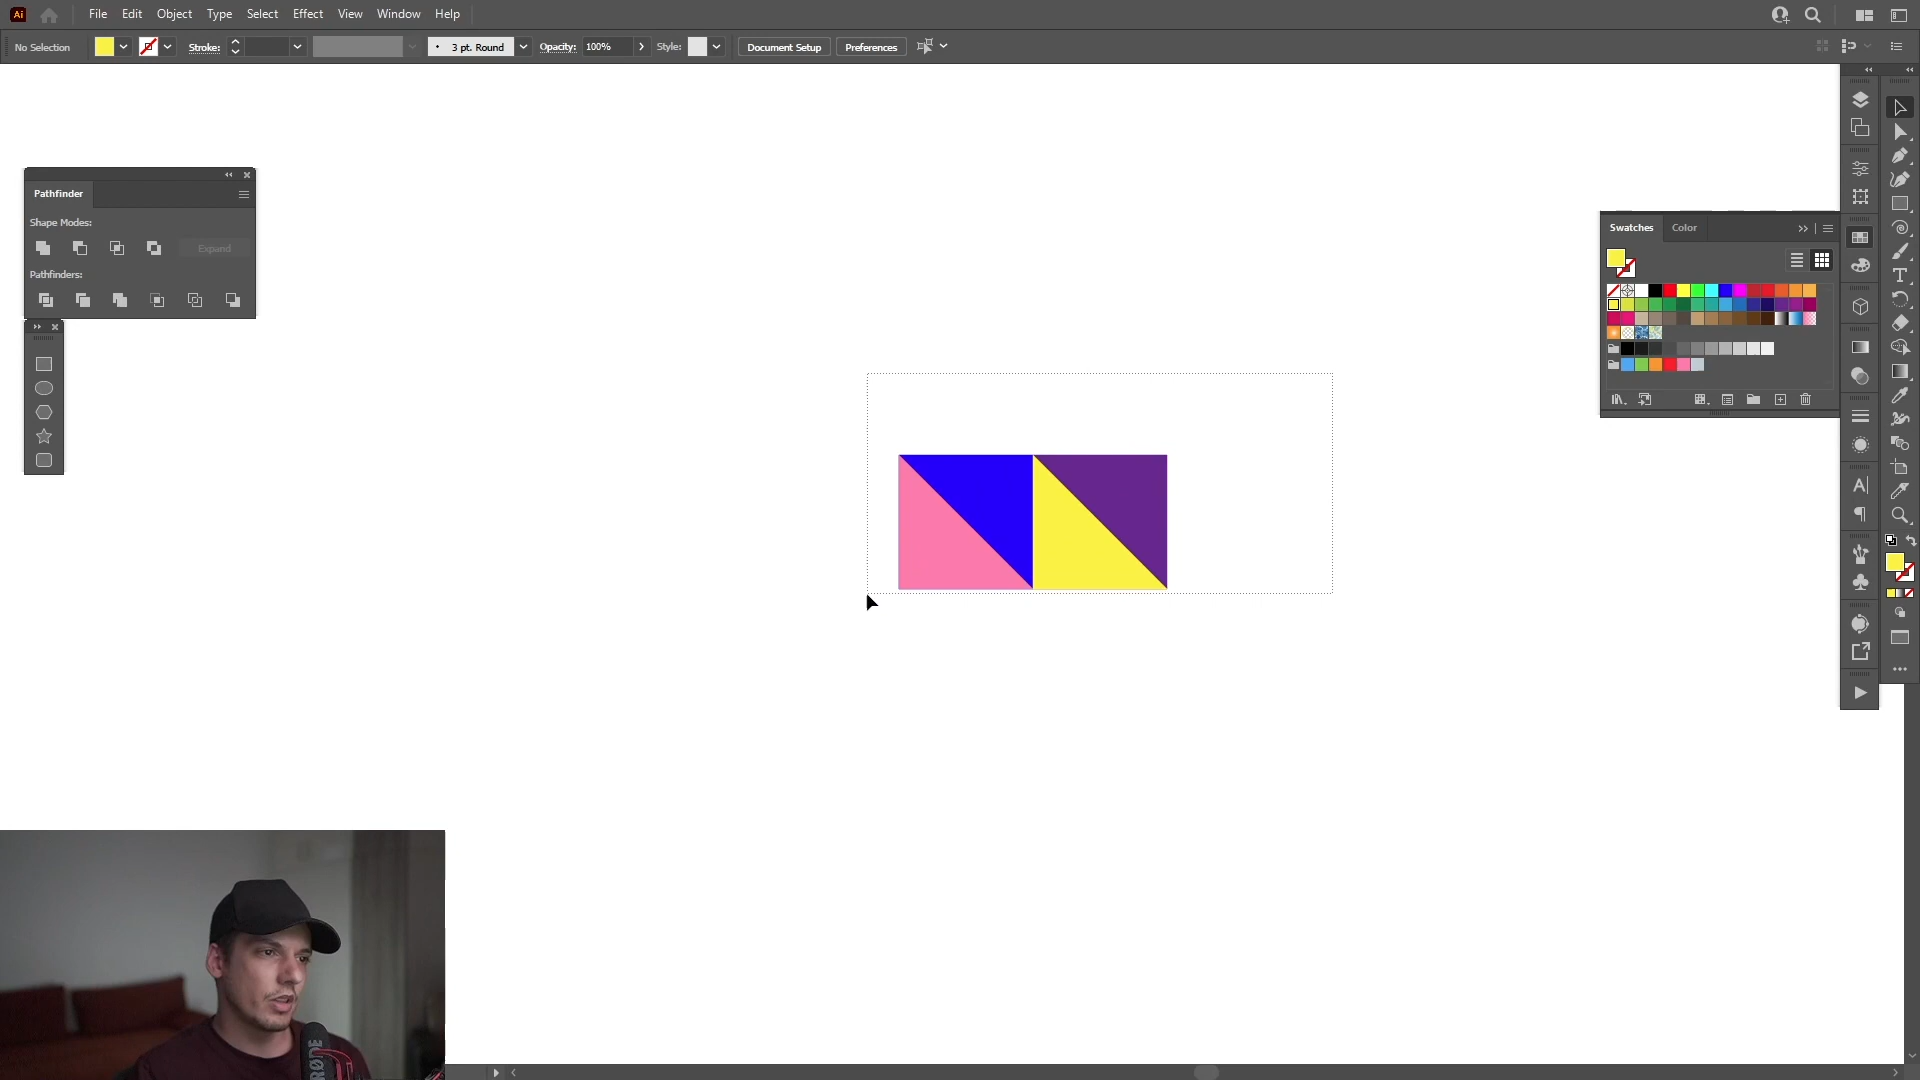 Ai File Edit Object Type Select Effect View Window Help
No Selection Stroke: 3 pt. Round Opacity: 100% Style: Document Setup Preferences
Pathfinder
Shape Modes:
Expand
Pathfinders:
Swatches Color
RØDE